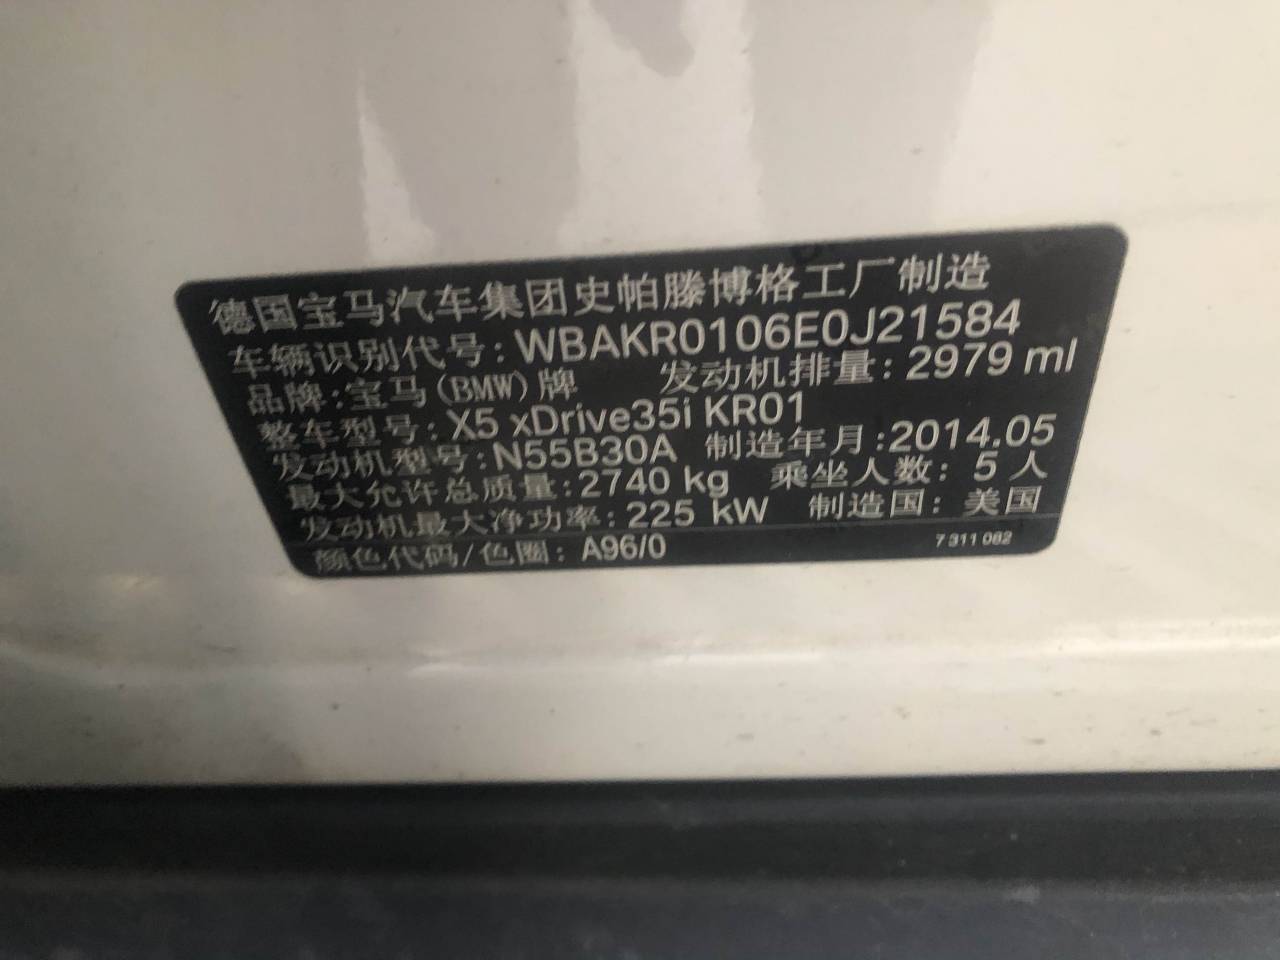 德国宝马汽车集团史帕滕博格工厂制造
车辆识别代号: WBAKR0106E0J21584
品牌: 宝马(BMW)牌 发动机排量: 2979 ml
整车型号: X5 xDrive35i KR01
发动机型号: N55B30A 制造年月: 2014.05
最大允许总质量: 2740 kg 乘坐人数: 5 人
发动机最大净功率: 225 kW 制造国: 美国
颜色代码/色圈: A96/0 7 311 082